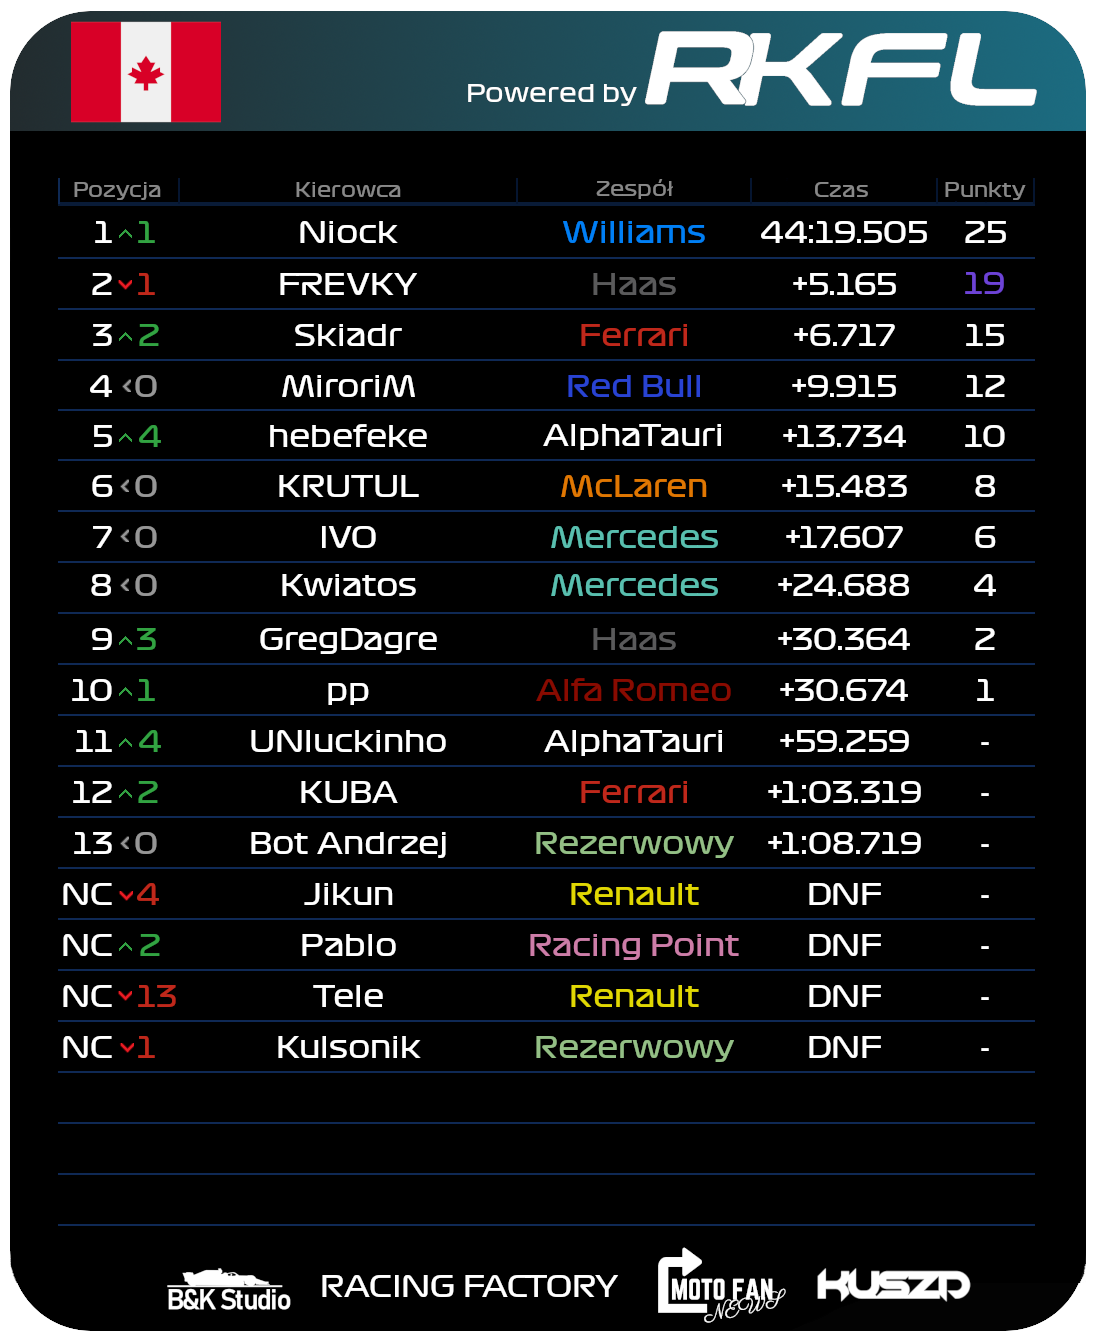 Powered by RKFL
Pozycja Kierowca Zespół Czas Punkty
1 ^1 Niock Williams 44:19.505 25
2 ˅1 FREVKY Haas +5.165 19
3 ^2 Skiadr Ferrari +6.717 15
4 <0 MiroriM Red Bull +9.915 12
5 ^4 hebefeke AlphaTauri +13.734 10
6 <0 KRUTUL McLaren +15.483 8
7 <0 IVO Mercedes +17.607 6
8 <0 Kwiatos Mercedes +24.688 4
9 ^3 GregDagre Haas +30.364 2
10 ^1 pp Alfa Romeo +30.674 1
11 ^4 UNluckinho AlphaTauri +59.259 -
12 ^2 KUBA Ferrari +1:03.319 -
13 <0 Bot Andrzej Rezerwowy +1:08.719 -
NC ˅4 Jikun Renault DNF -
NC ^2 Pablo Racing Point DNF -
NC ˅13 Tele Renault DNF -
NC ˅1 Kulsonik Rezerwowy DNF -
B&K Studio RACING FACTORY MOTO FAN NEWS KUSZD